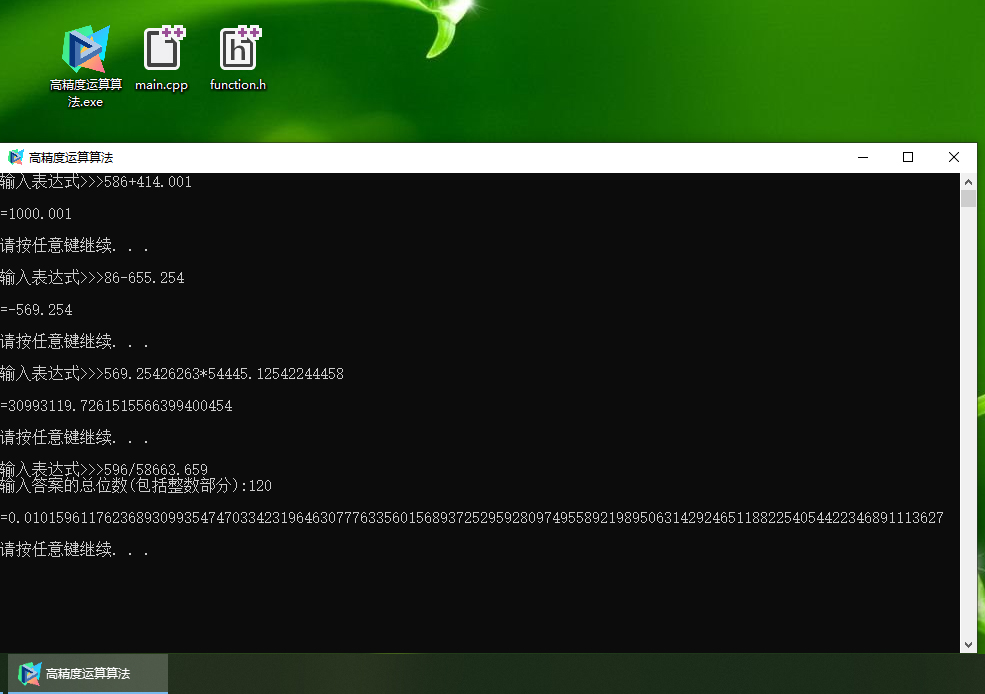 高精度运算算
法.exe
main.cpp
function.h
高精度运算算法
输入表达式>>>586+414.001
=1000.001
请按任意键继续. . .
输入表达式>>>86-655.254
=-569.254
请按任意键继续. . .
输入表达式>>>569.25426263*54445.12542244458
=30993119.7261515566399400454
请按任意键继续. . .
输入表达式>>>596/58663.659
输入答案的总位数(包括整数部分):120
=0.01015961176236893099354747033423196463077763356015689372529592809749558921989506314292465118822540544223468911​13627
请按任意键继续. . .
高精度运算算法